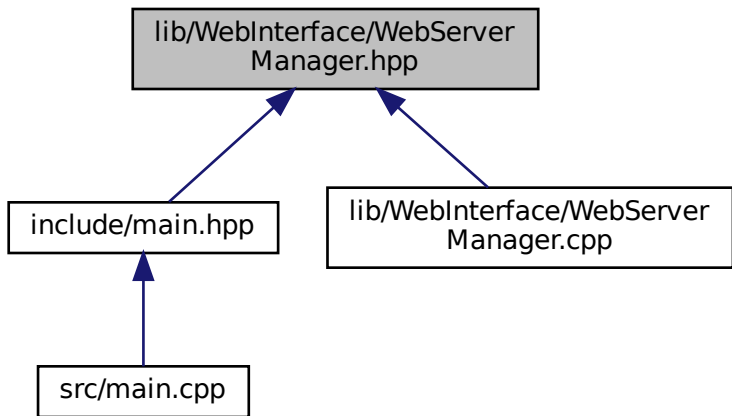 lib/WebInterface/WebServer
Manager.hpp
include/main.hpp
lib/WebInterface/WebServer
Manager.cpp
src/main.cpp